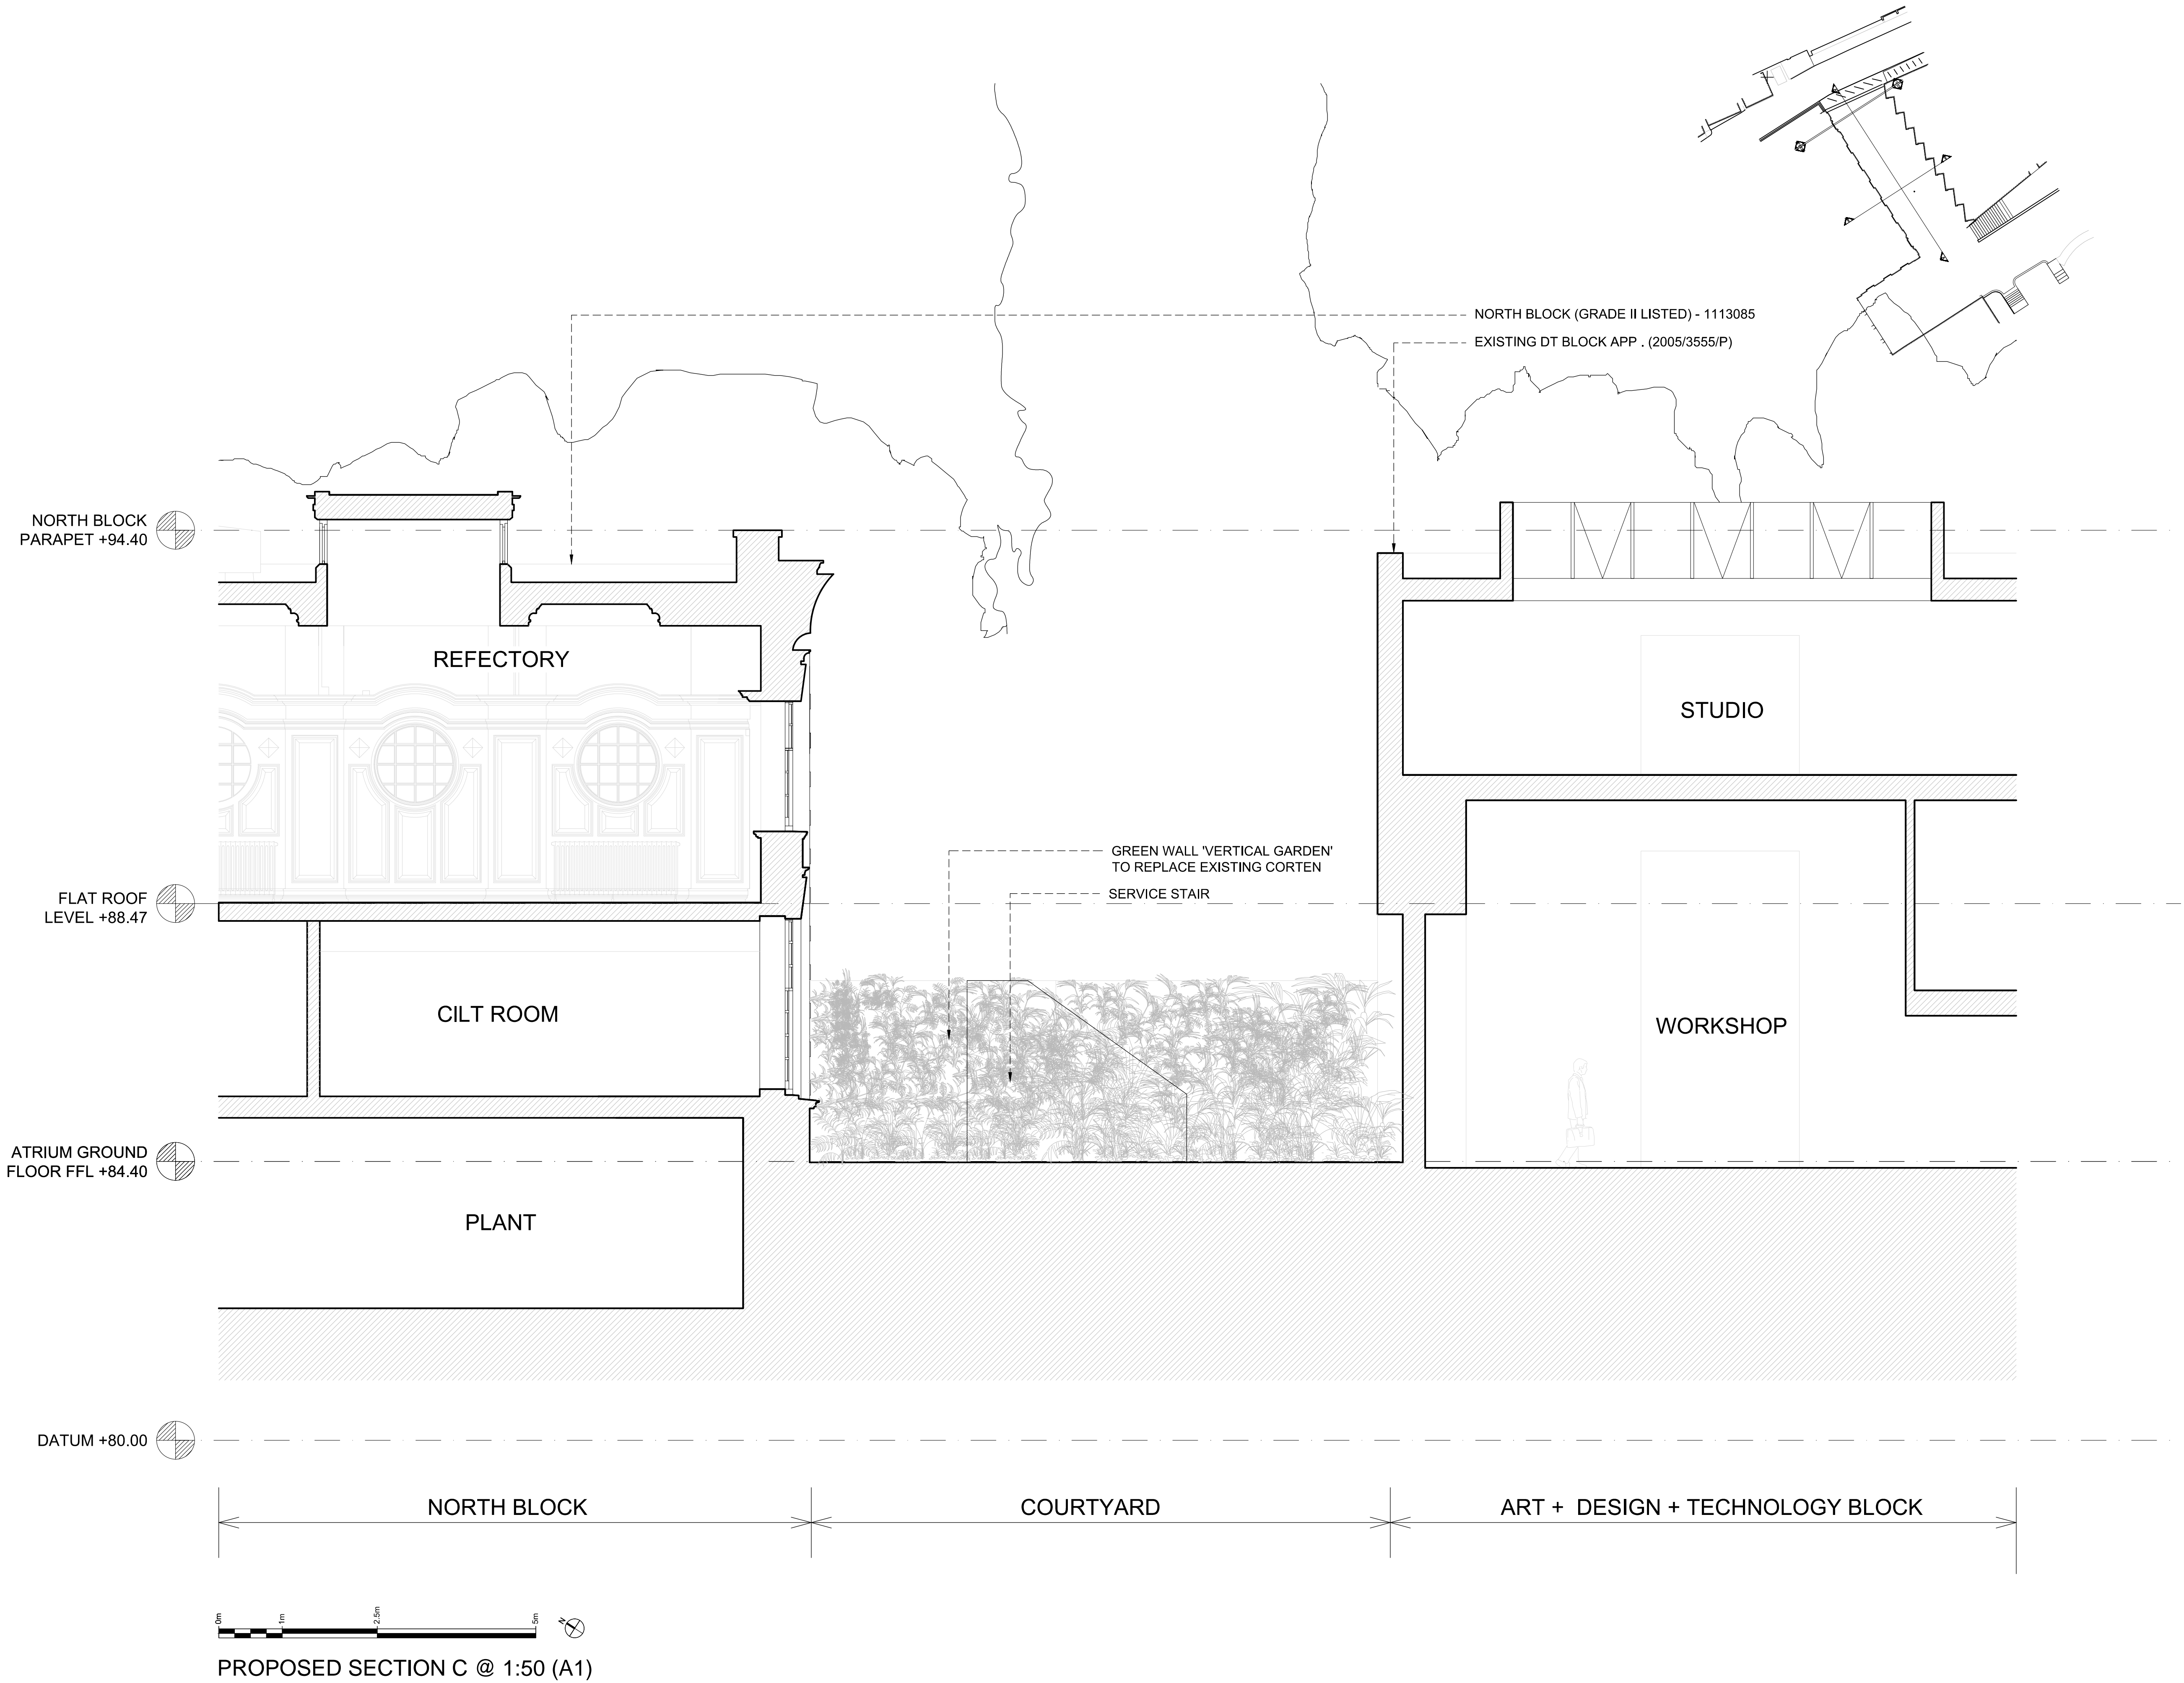 NORTH BLOCK (GRADE II LISTED) - 1113085
EXISTING DT BLOCK APP . (2005/3555/P)
NORTH BLOCK
PARAPET +94.40
REFECTORY
STUDIO
GREEN WALL 'VERTICAL GARDEN'
TO REPLACE EXISTING CORTEN
SERVICE STAIR
FLAT ROOF
LEVEL +88.47
CILT ROOM
WORKSHOP
ATRIUM GROUND
FLOOR FFL +84.40
PLANT
DATUM +80.00
NORTH BLOCK
COURTYARD
ART + DESIGN + TECHNOLOGY BLOCK
0m
1m
2.5m
5m
N
PROPOSED SECTION C @ 1:50 (A1)